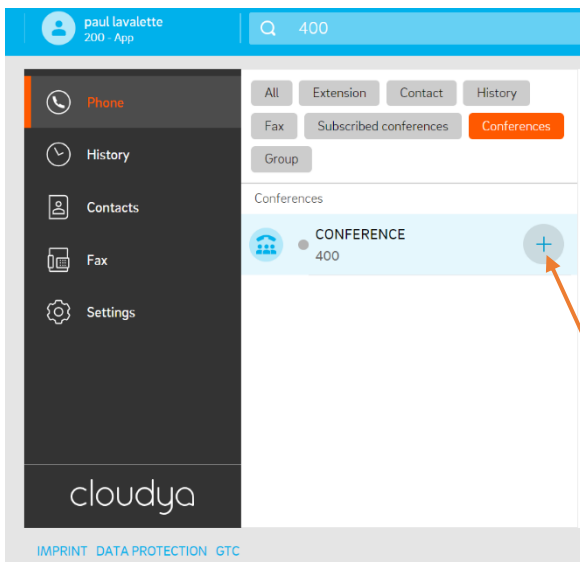 paul lavalette
200 - App
400
Phone
History
Contacts
Fax
Settings
cloudya
All Extension Contact History
Fax Subscribed conferences Conferences
Group
Conferences
CONFERENCE
400
IMPRINT DATA PROTECTION GTC